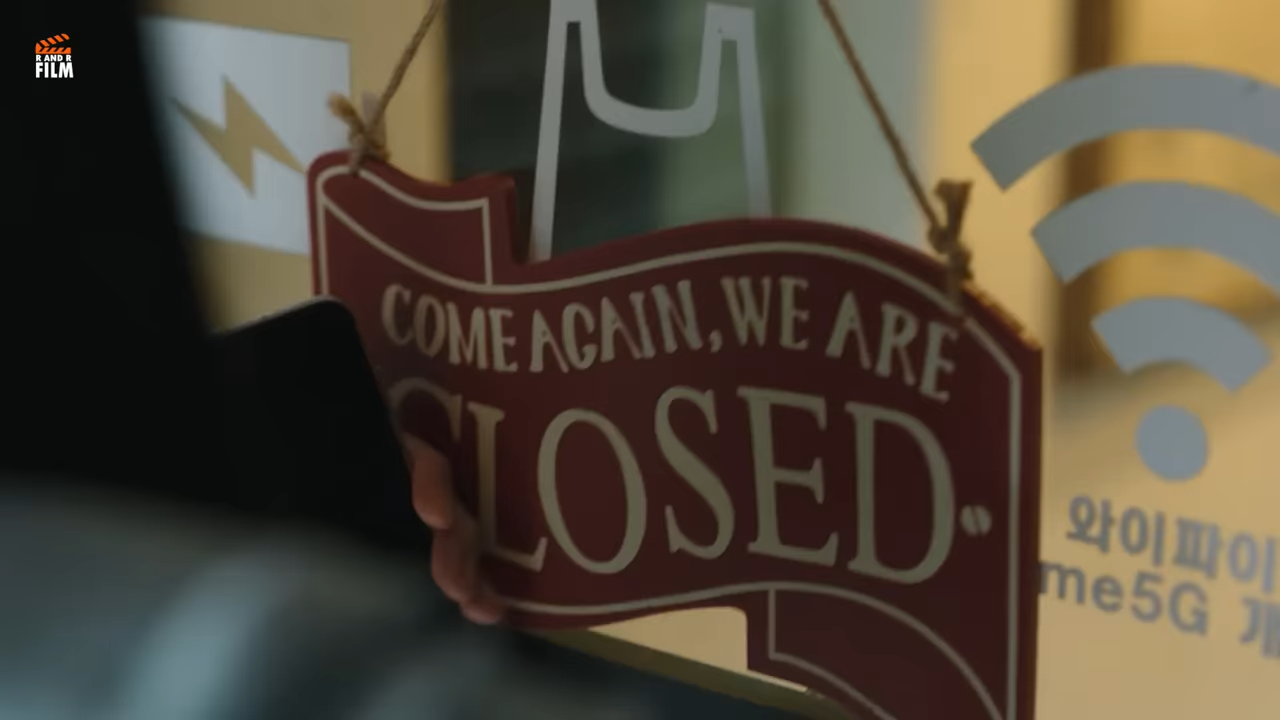 R AND R
FILM
COME AGAIN, WE ARE
CLOSED
와이파이
me5G